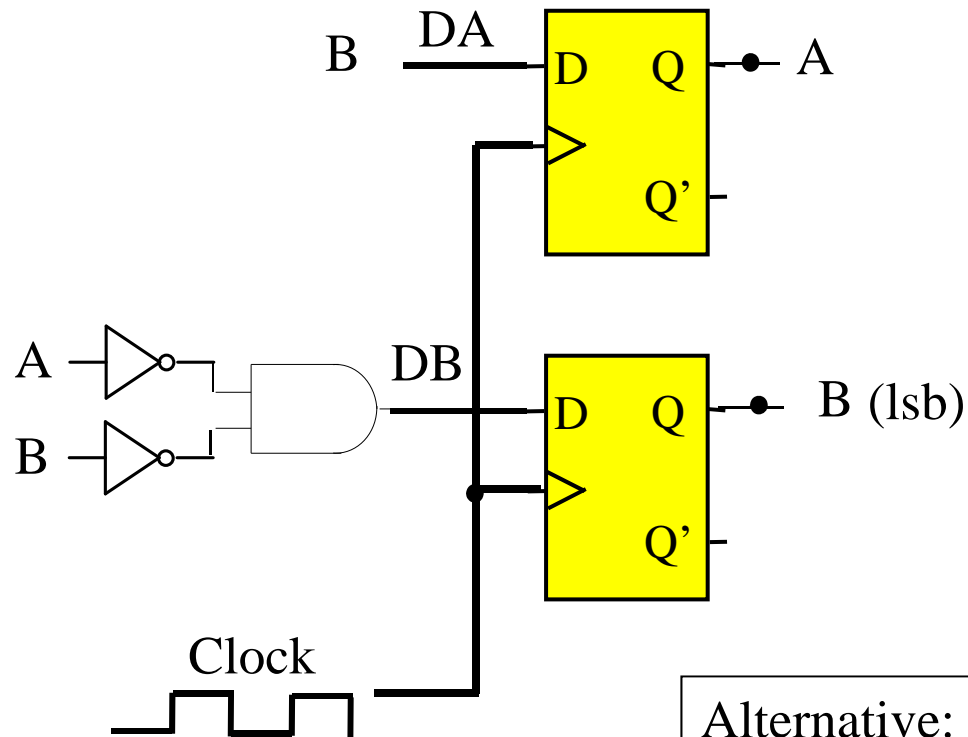 B DA
D Q A
Q’
A
B
DB
D Q B (lsb)
Q’
Clock
Alternative: